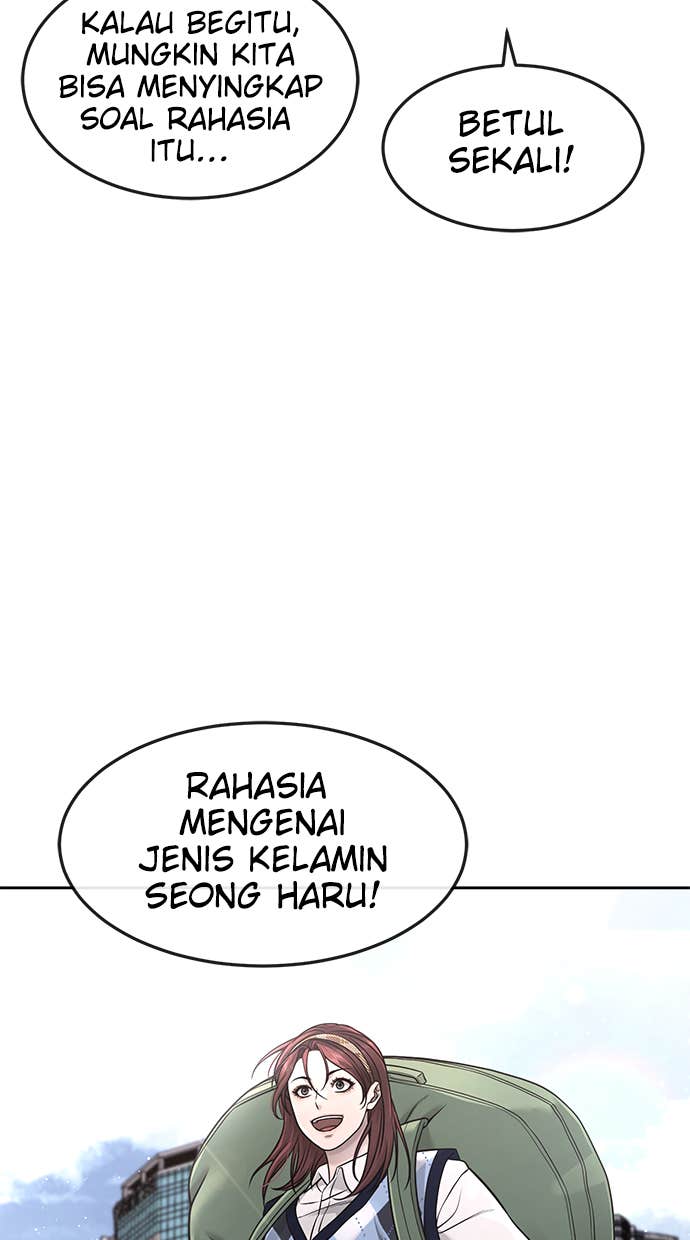 KALAU BEGITU,
MUNGKIN KITA
BISA MENYINGKAP
SOAL RAHASIA
ITU...
BETUL
SEKALI!
RAHASIA
MENGENAI
JENIS KELAMIN
SEONG HARU!